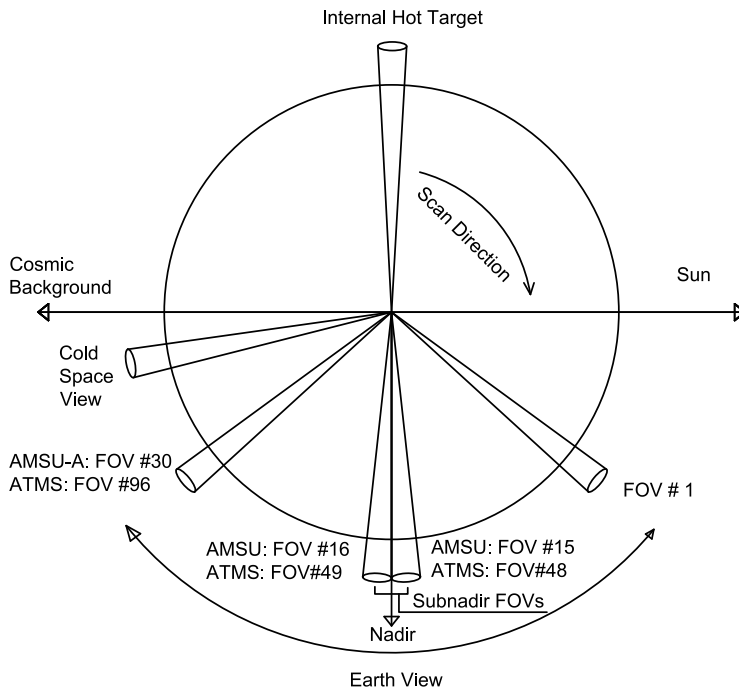 Internal Hot Target
Scan Direction
Cosmic
Background
Sun
Cold
Space
View
AMSU-A: FOV #30
ATMS: FOV #96
FOV # 1
AMSU: FOV #16
ATMS: FOV#49
AMSU: FOV #15
ATMS: FOV#48
Subnadir FOVs
Nadir
Earth View